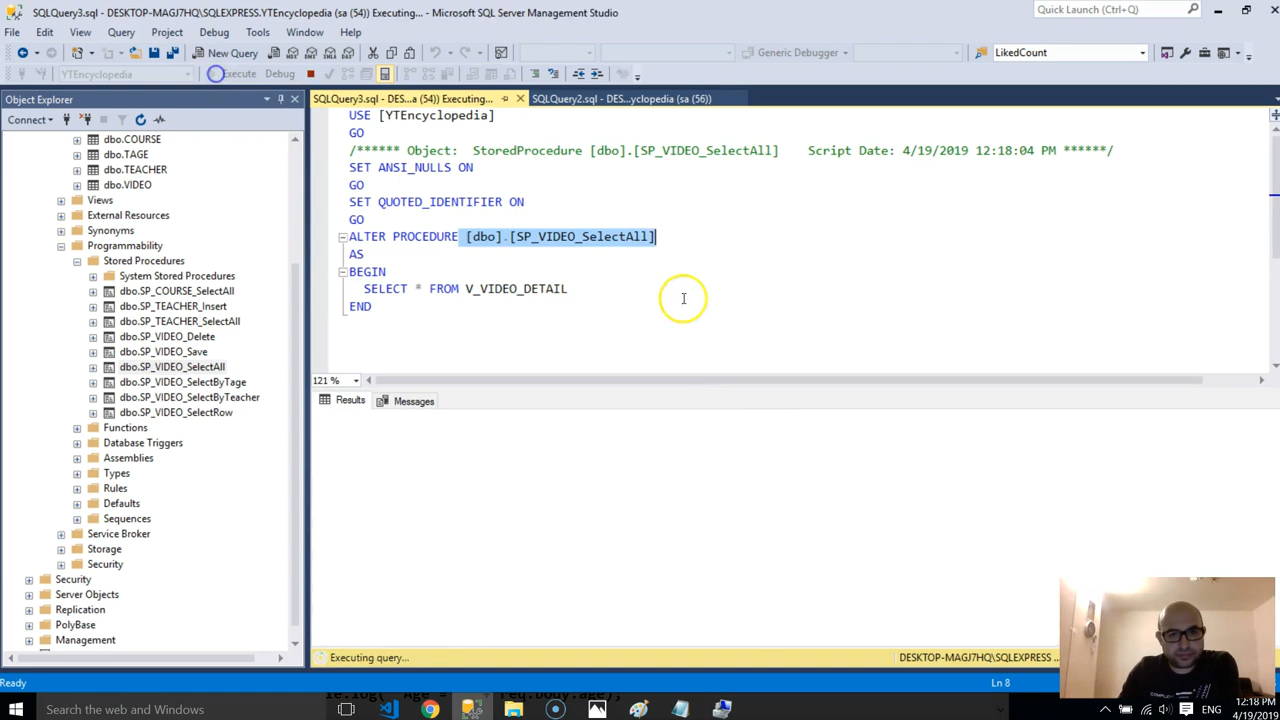 SQLQuery3.sql - DESKTOP-MAGJ7HQ\SQLEXPRESS.YTEncyclopedia (sa (54)) Executing... - Microsoft SQL Server Management Studio
Quick Launch (Ctrl+Q)
File Edit View Query Project Debug Tools Window Help
New Query
Generic Debugger
LikedCount
YTEncyclopedia
Execute Debug
Object Explorer
SQLQuery3.sql - DES...a (54)) Executing...
SQLQuery2.sql - DES...yclopedia (sa (56))
Connect
dbo.COURSE
dbo.TAGE
dbo.TEACHER
dbo.VIDEO
Views
External Resources
Synonyms
Programmability
Stored Procedures
System Stored Procedures
dbo.SP_COURSE_SelectAll
dbo.SP_TEACHER_Insert
dbo.SP_TEACHER_SelectAll
dbo.SP_VIDEO_Delete
dbo.SP_VIDEO_Save
dbo.SP_VIDEO_SelectAll
dbo.SP_VIDEO_SelectByTage
dbo.SP_VIDEO_SelectByTeacher
dbo.SP_VIDEO_SelectRow
Functions
Database Triggers
Assemblies
Types
Rules
Defaults
Sequences
Service Broker
Storage
Security
Security
Server Objects
Replication
PolyBase
Management
USE [YTEncyclopedia]
GO
/****** Object:  StoredProcedure [dbo].[SP_VIDEO_SelectAll]    Script Date: 4/19/2019 12:18:04 PM ******/
SET ANSI_NULLS ON
GO
SET QUOTED_IDENTIFIER ON
GO
ALTER PROCEDURE [dbo].[SP_VIDEO_SelectAll]
AS
BEGIN
SELECT * FROM V_VIDEO_DETAIL
END
121 %
Results Messages
Executing query...
DESKTOP-MAGJ7HQ\SQLEXPRESS ...
Ready
Ln 8
Age = req.body.age);
Search the web and Windows
12:18 PM
4/19/2019